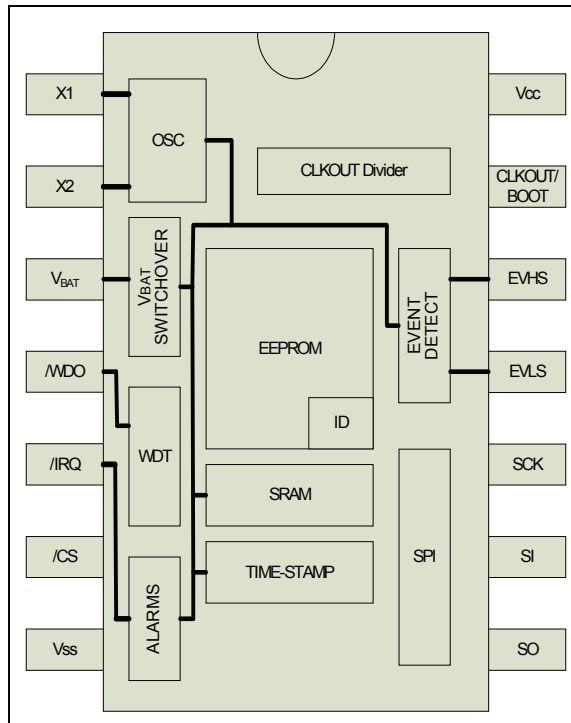 X1
X2
VBAT
/WDO
/IRQ
/CS
Vss
OSC
CLKOUT Divider
VBAT
SWITCHOVER
EEPROM
ID
EVENT
DETECT
WDT
SRAM
TIME-STAMP
ALARMS
SPI
Vcc
CLKOUT/
BOOT
EVHS
EVLS
SCK
SI
SO